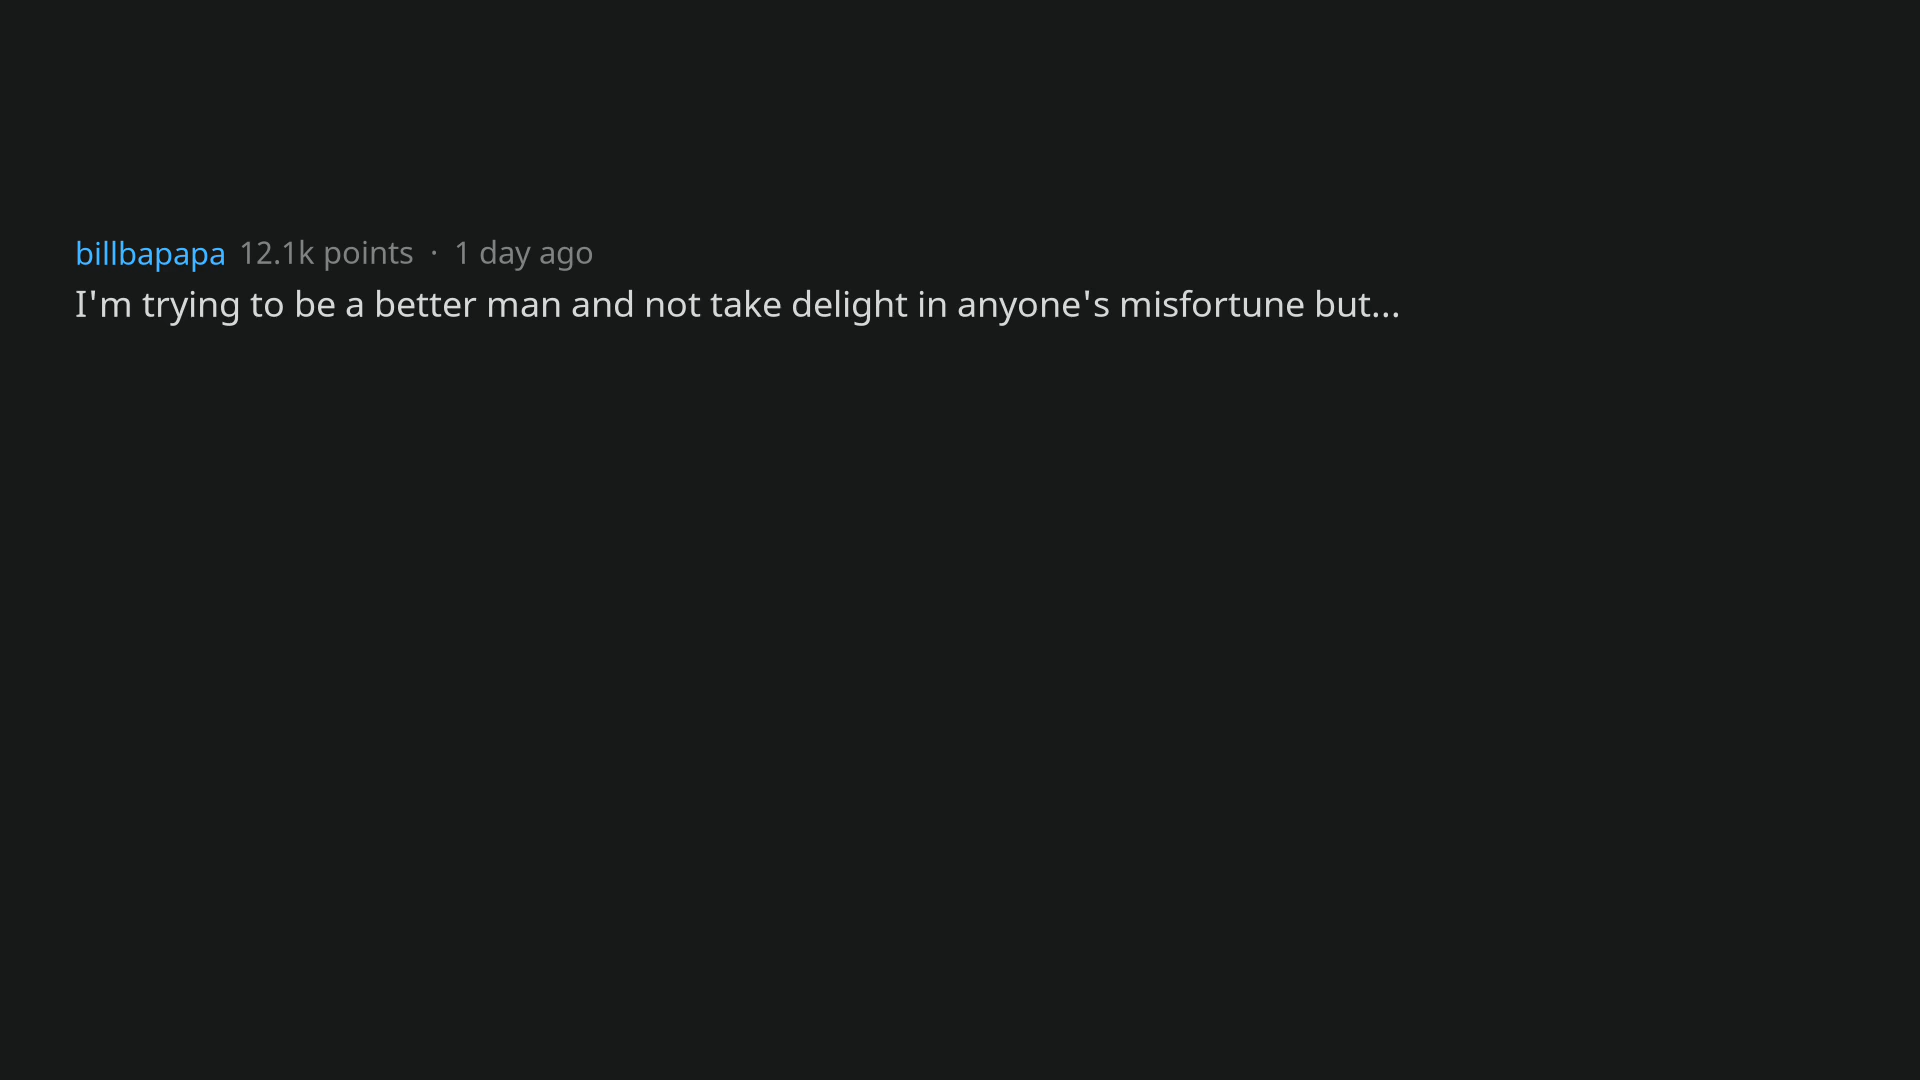 billbapapa 12.1k points · 1 day ago
I'm trying to be a better man and not take delight in anyone's misfortune but...